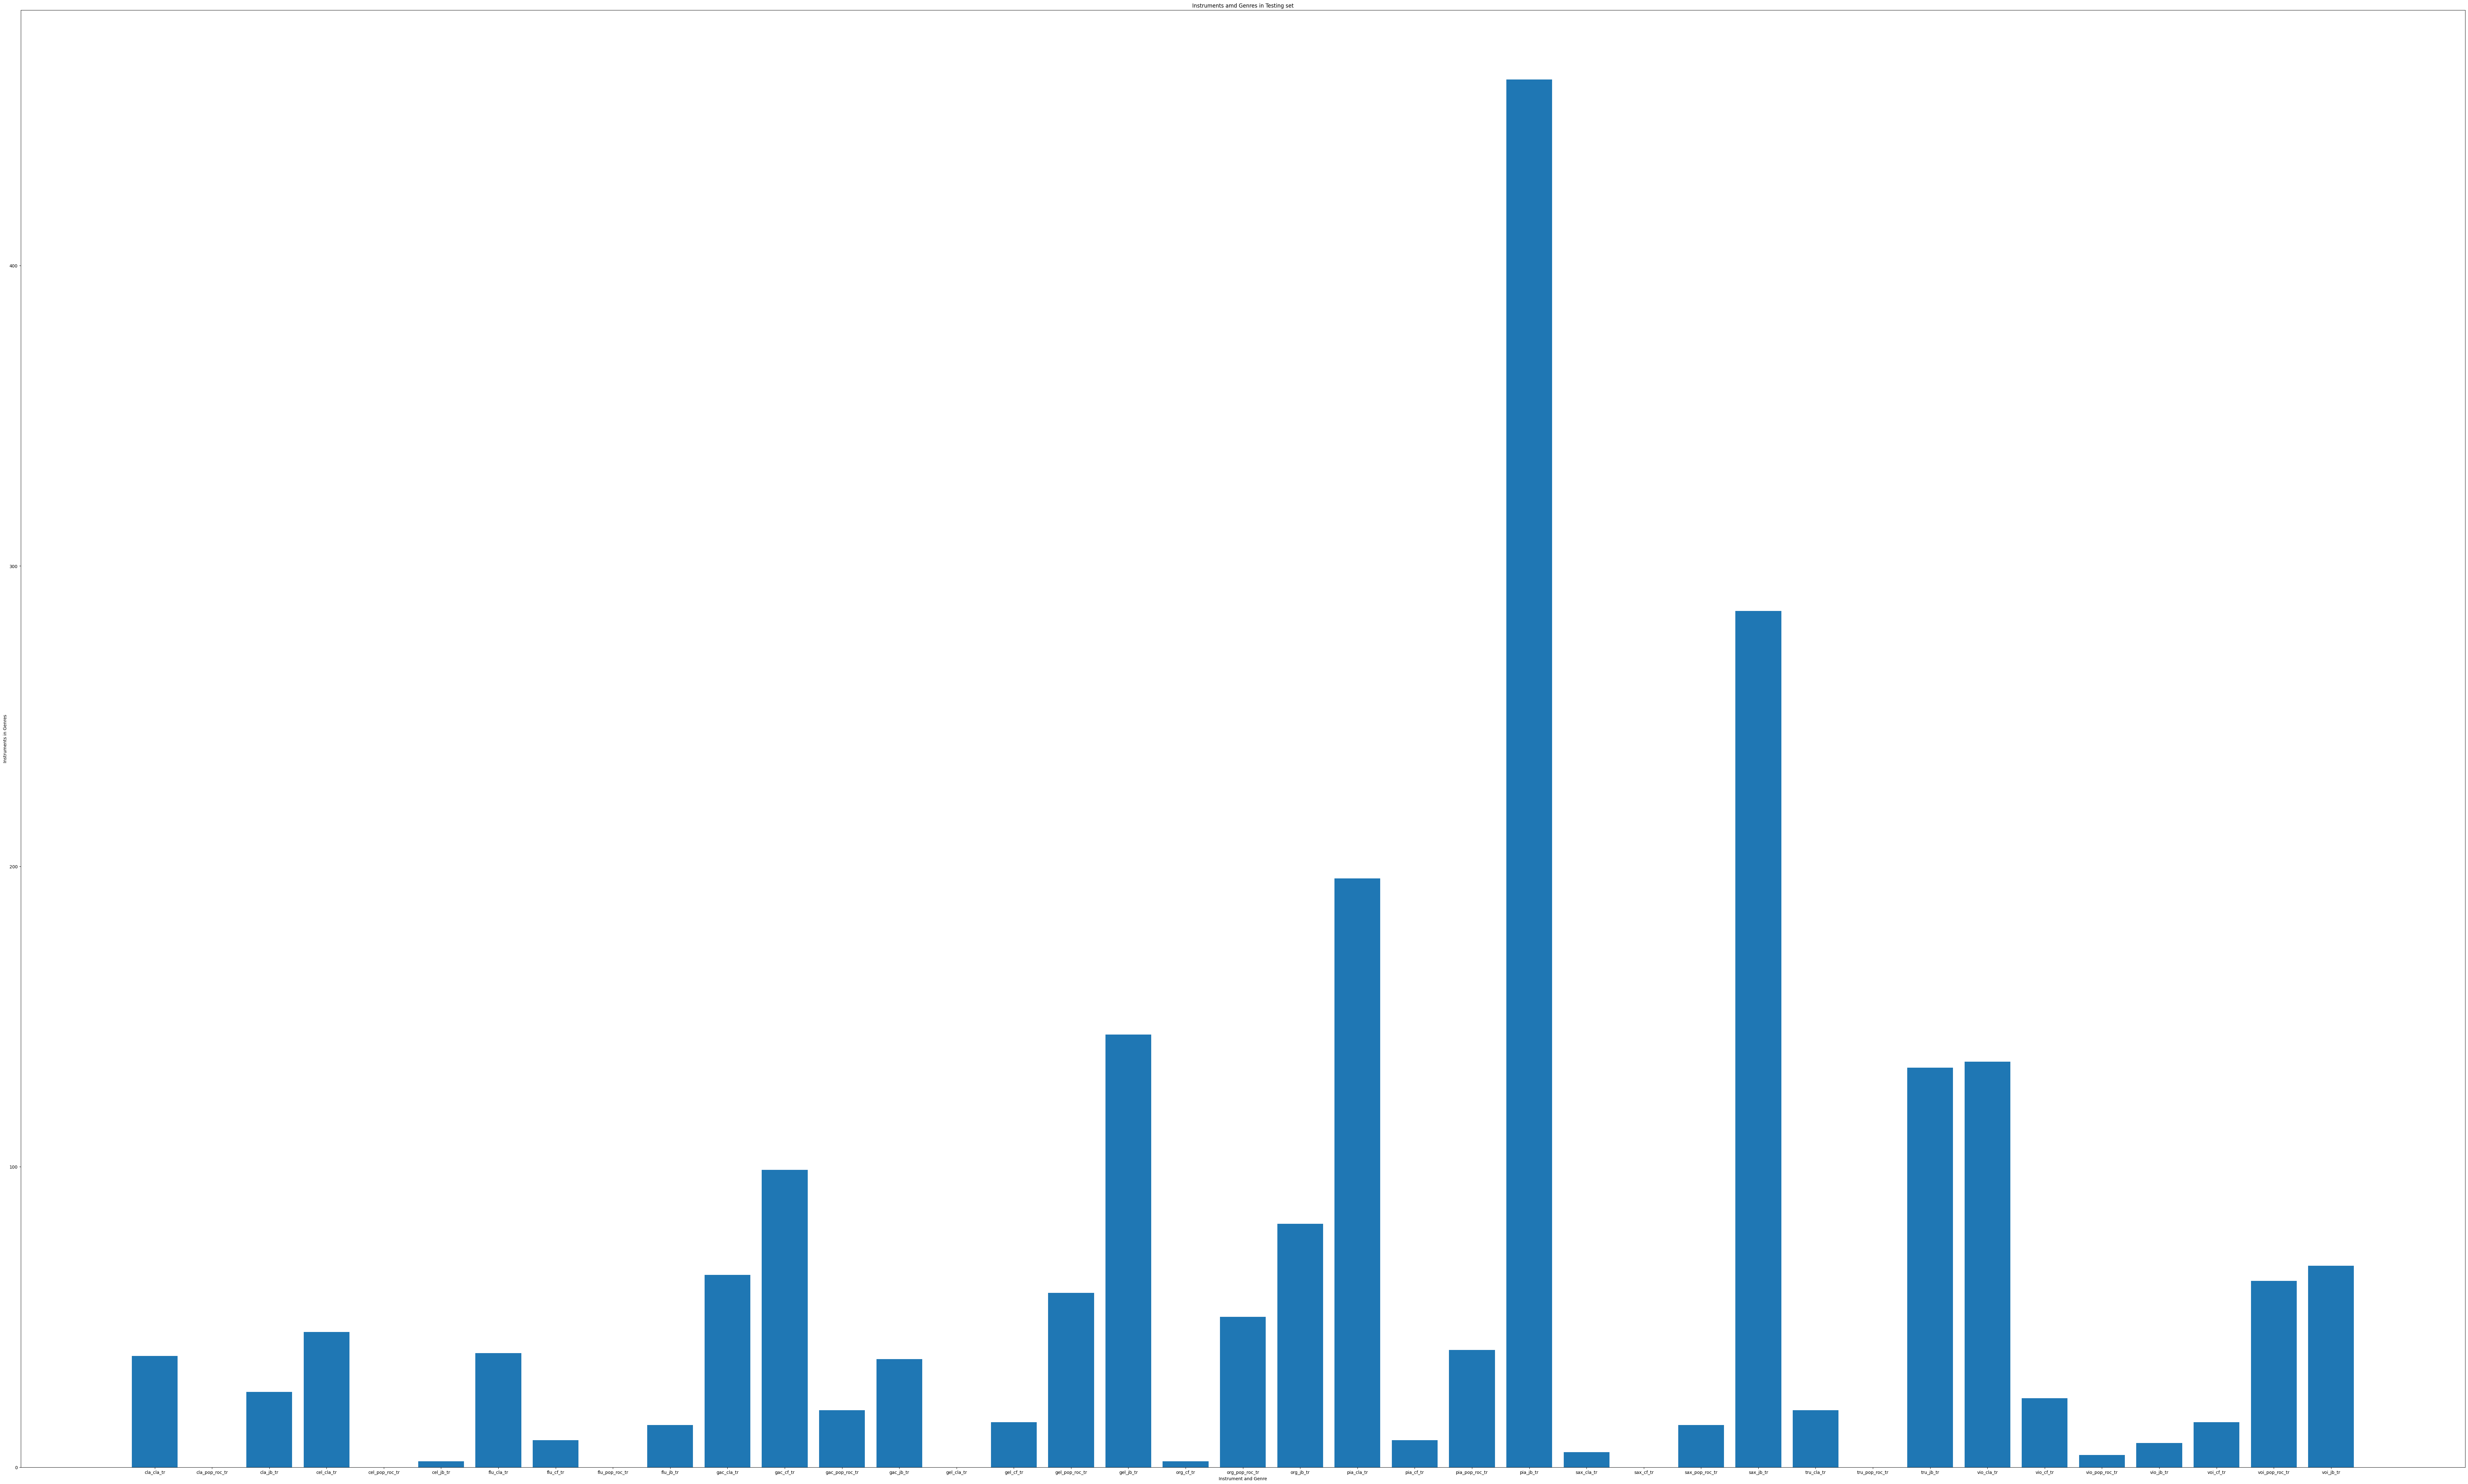 Instruments amd Genres in Testing set
400
300
200
100
0
Instruments in Genres
cla_cla_tr cla_pop_roc_tr cla_jb_tr cel_cla_tr cel_pop_roc_tr cel_jb_tr flu_cla_tr flu_cf_tr flu_pop_roc_tr flu_jb_tr gac_cla_tr gac_cf_tr gac_pop_roc_tr gac_jb_tr gel_cla_tr gel_cf_tr gel_pop_roc_tr gel_jb_tr org_cf_tr org_pop_roc_tr org_jb_tr pia_cla_tr pia_cf_tr pia_pop_roc_tr pia_jb_tr sax_cla_tr sax_cf_tr sax_pop_roc_tr sax_jb_tr tru_cla_tr tru_pop_roc_tr tru_jb_tr vio_cla_tr vio_cf_tr vio_pop_roc_tr vio_jb_tr voi_cf_tr voi_pop_roc_tr voi_jb_tr
Instrument and Genre